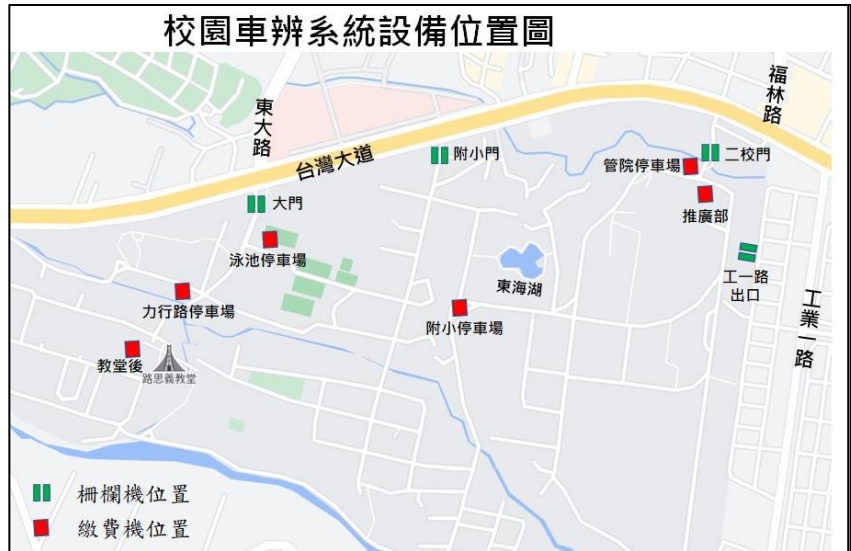 校園車辨系統設備位置圖
福林路
東大路
台灣大道
附小門
二校門
管院停車場
推廣部
大門
泳池停車場
東海湖
工一路
出口
力行路停車場
附小停車場
工業一路
教堂後
路思義教堂
柵欄機位置
繳費機位置